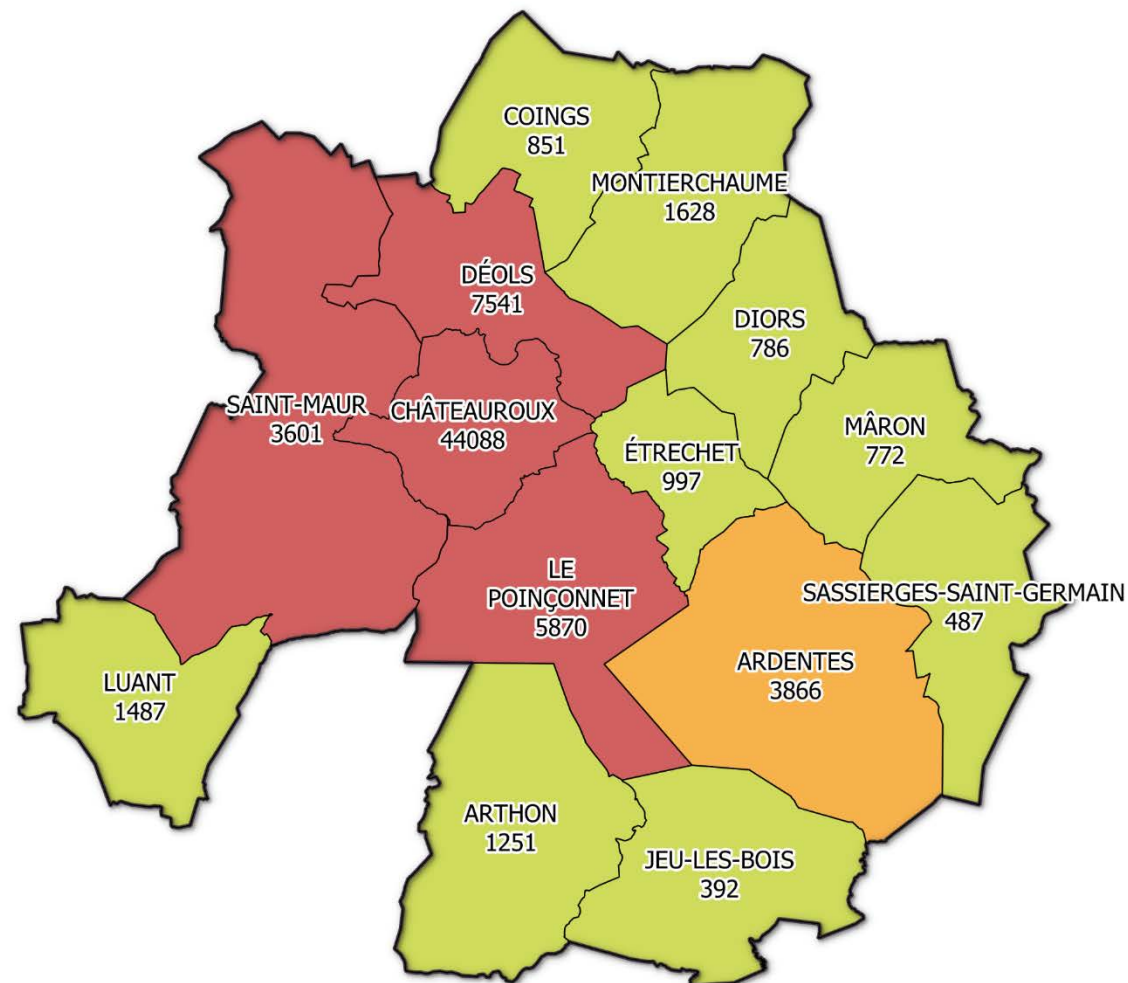 COINGS
851
MONTIERCHAUME
1628
DÉOLS
7541
DIORS
786
SAINT-MAUR
3601
CHÂTEAUROUX
44088
MÂRON
772
ÉTRECHET
997
LE
POINÇONNET
5870
SASSIERGES-SAINT-GERMAIN
487
ARDENTES
3866
LUANT
1487
ARTHON
1251
JEU-LES-BOIS
392